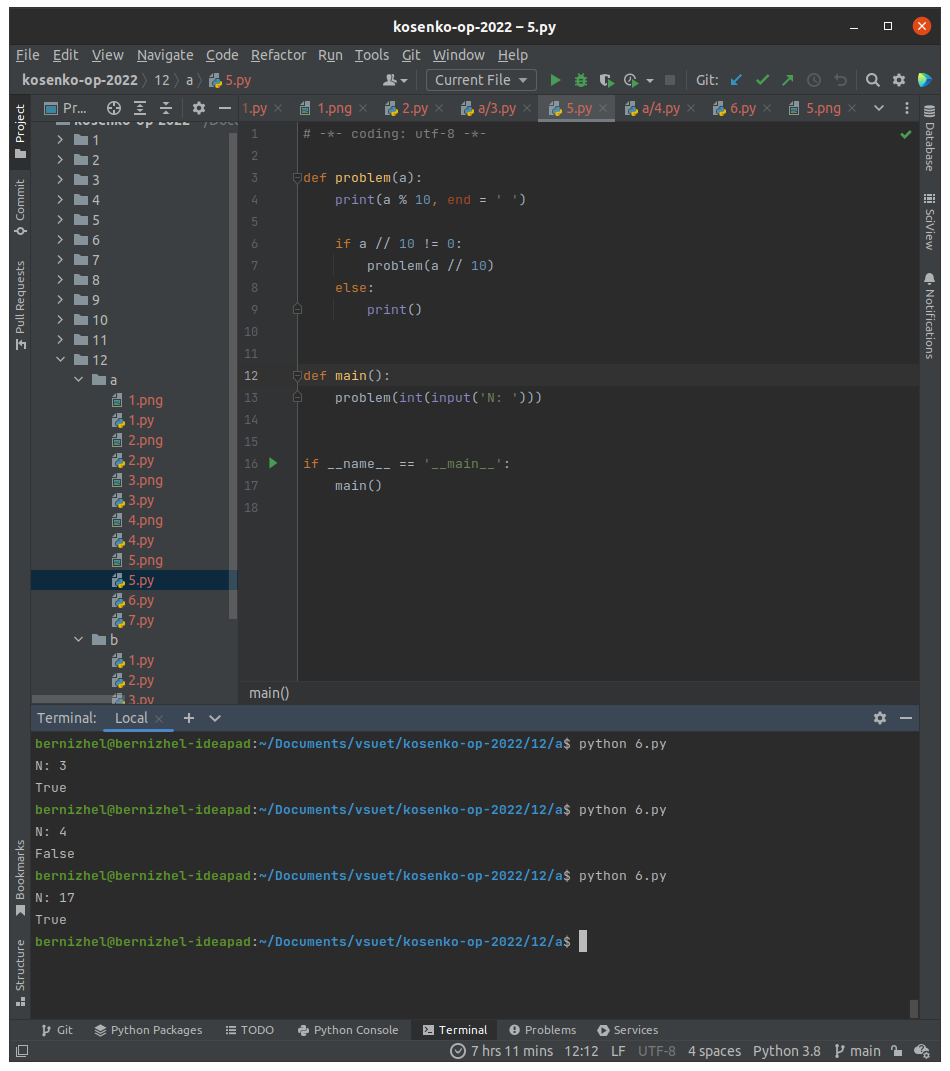 kosenko-op-2022 – 5.py
File Edit View Navigate Code Refactor Run Tools Git Window Help
kosenko-op-2022 12 a 5.py Current File Git:
Project
Commit
Pull Requests
Bookmarks
Structure
Pr...
1
2
3
4
5
6
7
8
9
10
11
12
a
1.png
1.py
2.png
2.py
3.png
3.py
4.png
4.py
5.png
5.py
6.py
7.py
b
1.py
2.py
3.py
1.py 1.png 2.py a/3.py 5.py a/4.py 6.py 5.png
1 # -*- coding: utf-8 -*-
2
3 def problem(a):
4 print(a % 10, end = ' ')
5
6 if a // 10 != 0:
7 problem(a // 10)
8 else:
9 print()
10
11
12 def main():
13 problem(int(input('N: ')))
14
15
16 if __name__ == '__main__':
17 main()
18
main()
Database
SciView
Notifications
Terminal: Local
bernizhel@bernizhel-ideapad:~/Documents/vsuet/kosenko-op-2022/12/a$ python 6.py
N: 3
True
bernizhel@bernizhel-ideapad:~/Documents/vsuet/kosenko-op-2022/12/a$ python 6.py
N: 4
False
bernizhel@bernizhel-ideapad:~/Documents/vsuet/kosenko-op-2022/12/a$ python 6.py
N: 17
True
bernizhel@bernizhel-ideapad:~/Documents/vsuet/kosenko-op-2022/12/a$
Git Python Packages TODO Python Console Terminal Problems Services
7 hrs 11 mins 12:12 LF UTF-8 4 spaces Python 3.8 main